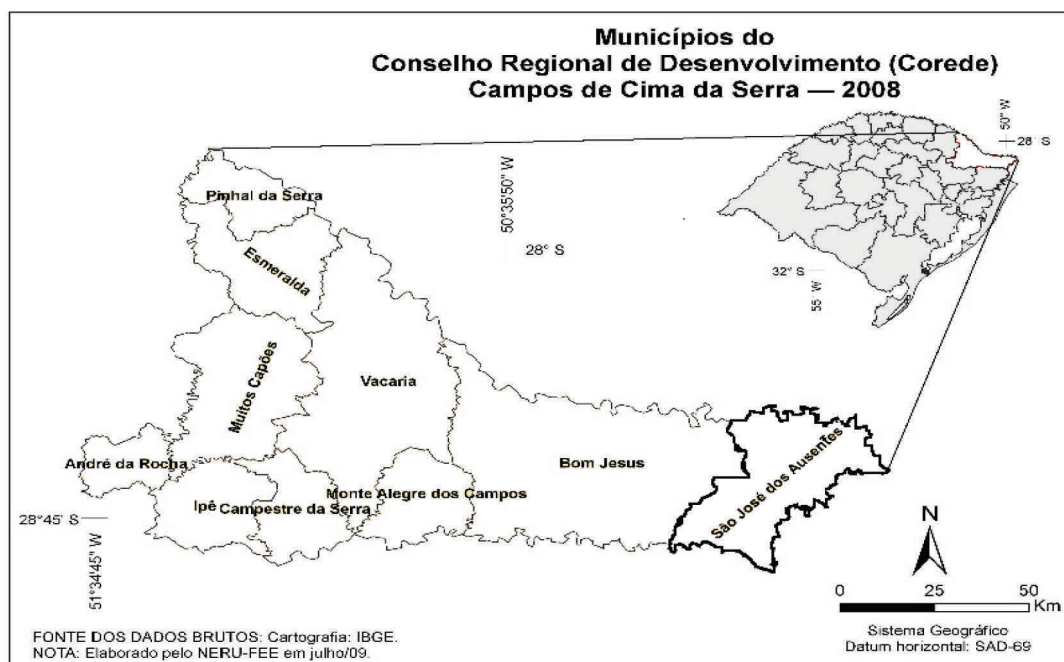 Municípios do
Conselho Regional de Desenvolvimento (Corede)
Campos de Cima da Serra — 2008
50° W
28° S
Pinhal da Serra
50°35'50" W
28° S
Esmeralda
32° S
55 W
Muitos Capões
Vacaria
André da Rocha
Bom Jesus
São José dos Ausentes
Monte Alegre dos Campos
Ipê
Campestre da Serra
28°45' S
51°34'45" W
N
0 25 50
Km
FONTE DOS DADOS BRUTOS: Cartografia: IBGE.
NOTA: Elaborado pelo NERU-FEE em julho/09.
Sistema Geográfico
Datum horizontal: SAD-69